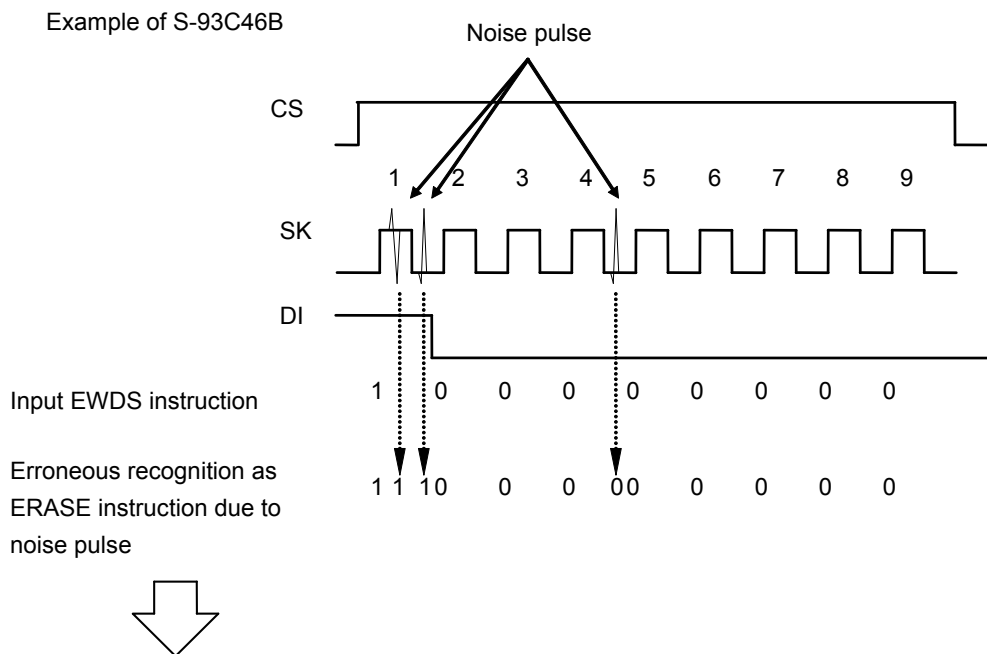 Example of S-93C46B
Noise pulse
CS
1 2 3 4 5 6 7 8 9
SK
DI
Input EWDS instruction
1 0 0 0 0 0 0 0 0
Erroneous recognition as
ERASE instruction due to
noise pulse
1 1 1 0 0 0 0 0 0 0 0 0